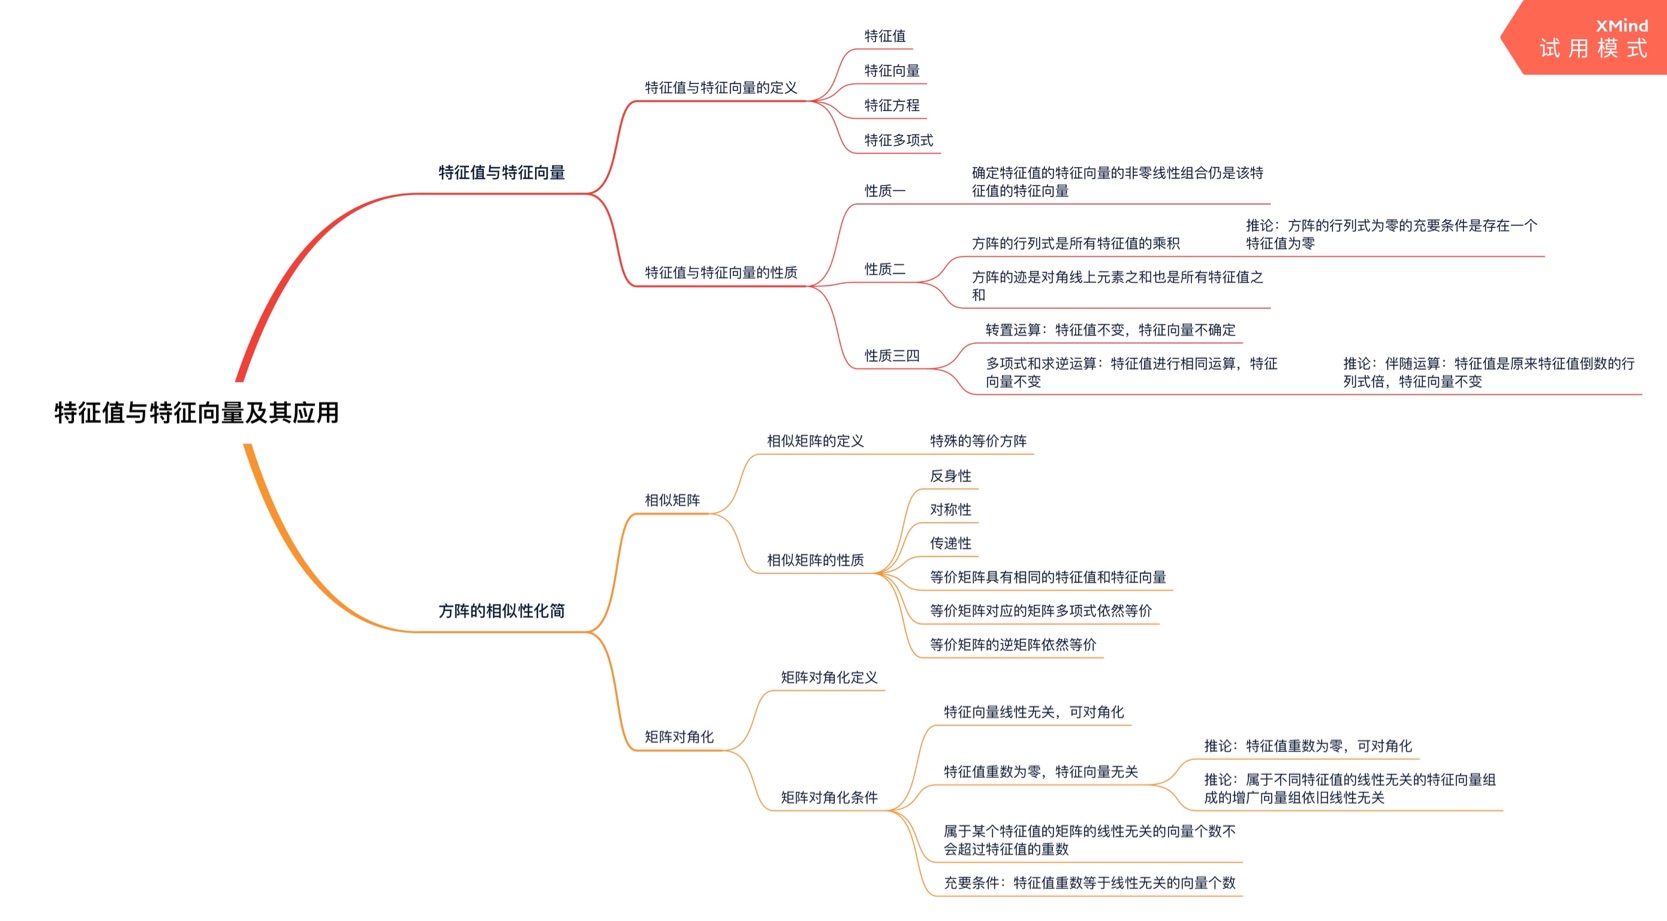 XMind
试用模式
特征值与特征向量及其应用
特征值与特征向量
特征值与特征向量的定义
特征值
特征向量
特征方程
特征多项式
特征值与特征向量的性质
性质一
确定特征值的特征向量的非零线性组合仍是该特
征值的特征向量
性质二
方阵的行列式是所有特征值的乘积
推论：方阵的行列式为零的充要条件是存在一个
特征值为零
方阵的迹是对角线上元素之和也是所有特征值之
和
性质三四
转置运算：特征值不变，特征向量不确定
多项式和求逆运算：特征值进行相同运算，特征
向量不变
推论：伴随运算：特征值是原来特征值倒数的行
列式倍，特征向量不变
方阵的相似性化简
相似矩阵
相似矩阵的定义
特殊的等价方阵
相似矩阵的性质
反身性
对称性
传递性
等价矩阵具有相同的特征值和特征向量
等价矩阵对应的矩阵多项式依然等价
等价矩阵的逆矩阵依然等价
矩阵对角化
矩阵对角化定义
矩阵对角化条件
特征向量线性无关，可对角化
特征值重数为零，特征向量无关
推论：特征值重数为零，可对角化
推论：属于不同特征值的线性无关的特征向量组
成的增广向量组依旧线性无关
属于某个特征值的矩阵的线性无关的向量个数不
会超过特征值的重数
充要条件：特征值重数等于线性无关的向量个数